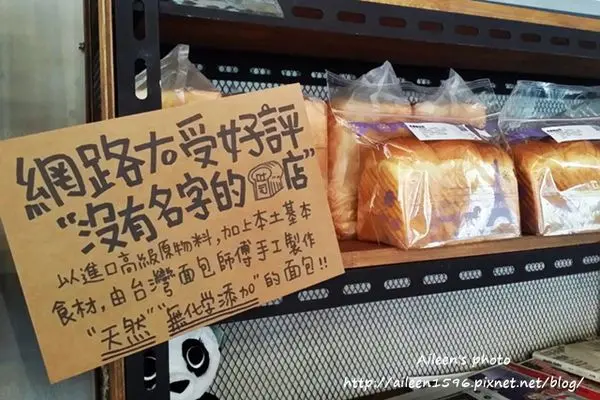 網路大受好評
"沒有名字的店"
以進口高級原物料，加上本土基本
食材，由台灣麵包師傅手工製作
"天然""無化學添加"的面包!!
Aileen's photo
http://aileen1596.pixnet.net/blog/